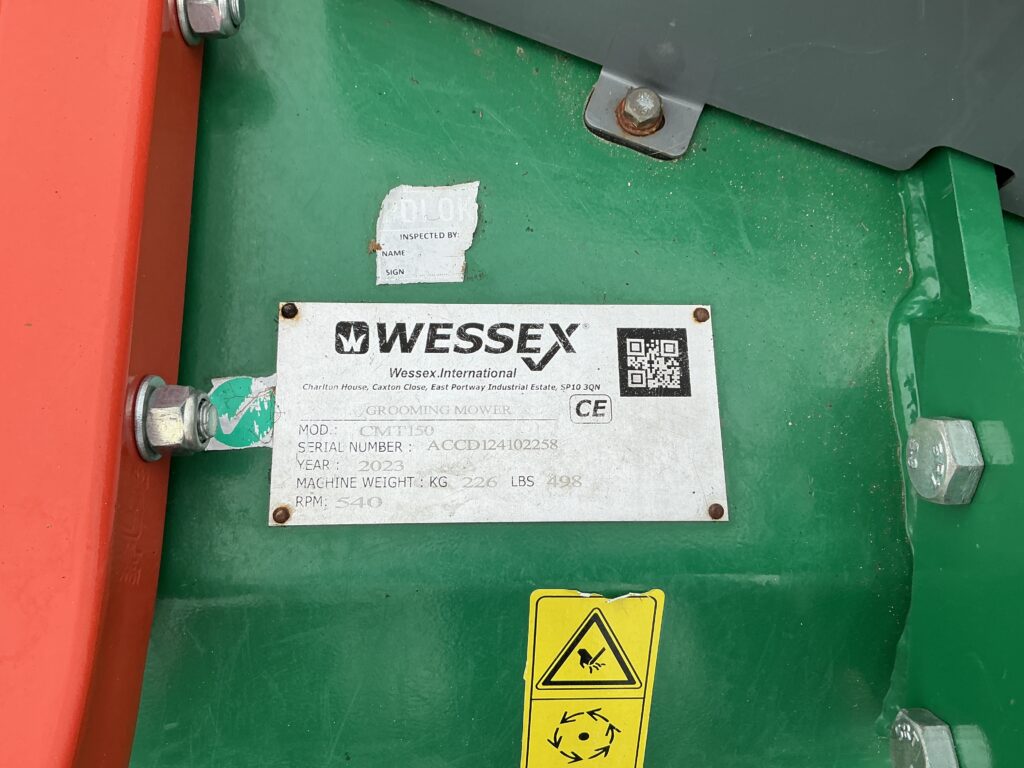 INSPECTED BY:
NAME
SIGN
WESSEX
Wessex.International
Charlton House, Caxton Close, East Portway Industrial Estate, SP10 3QN
CE
GROOMING MOWER
MOD.: CMT150
SERIAL NUMBER : ACCD124102258
YEAR : 2023
MACHINE WEIGHT : KG 226 LBS 498
RPM: 540